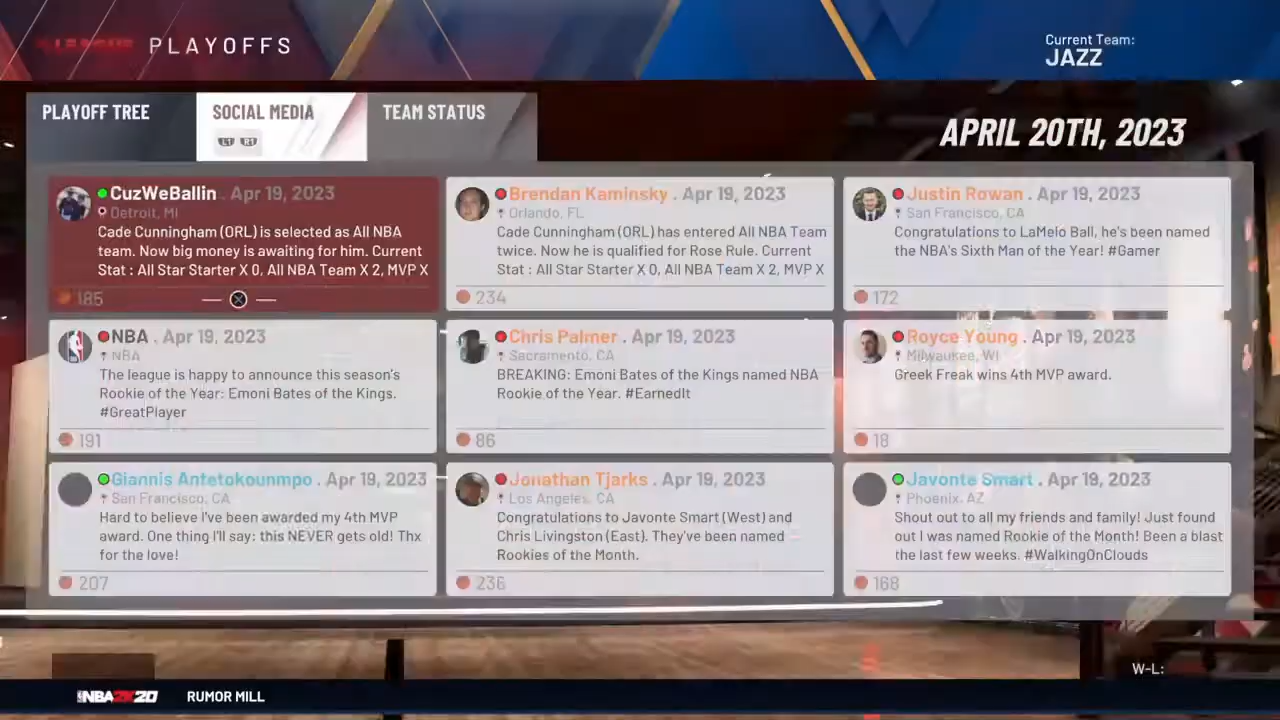 PLAYOFFS
Current Team:
JAZZ
PLAYOFF TREE
SOCIAL MEDIA
TEAM STATUS
L1 R1
APRIL 20TH, 2023
CuzWeBallin . Apr 19, 2023
Detroit, MI
Cade Cunningham (ORL) is selected as All NBA
team. Now big money is awaiting for him. Current
Stat : All Star Starter X 0, All NBA Team X 2, MVP X
185
Brendan Kaminsky . Apr 19, 2023
Orlando, FL
Cade Cunningham (ORL) has entered All NBA Team
twice. Now he is qualified for Rose Rule. Current
Stat : All Star Starter X 0, All NBA Team X 2, MVP X
234
Justin Rowan . Apr 19, 2023
San Francisco, CA
Congratulations to LaMelo Ball, he's been named
the NBA's Sixth Man of the Year! #Gamer
172
NBA . Apr 19, 2023
NBA
The league is happy to announce this season's
Rookie of the Year: Emoni Bates of the Kings.
#GreatPlayer
191
Chris Palmer . Apr 19, 2023
Sacramento, CA
BREAKING: Emoni Bates of the Kings named NBA
Rookie of the Year. #EarnedIt
86
Royce Young . Apr 19, 2023
Milwaukee, WI
Greek Freak wins 4th MVP award.
18
Giannis Antetokounmpo . Apr 19, 2023
San Francisco, CA
Hard to believe I've been awarded my 4th MVP
award. One thing I'll say: this NEVER gets old! Thx
for the love!
207
Jonathan Tjarks . Apr 19, 2023
Los Angeles, CA
Congratulations to Javonte Smart (West) and
Chris Livingston (East). They've been named
Rookies of the Month.
236
Javonte Smart . Apr 19, 2023
Phoenix, AZ
Shout out to all my friends and family! Just found
out I was named Rookie of the Month! Been a blast
the last few weeks. #WalkingOnClouds
168
W-L:
NBA 2K20
RUMOR MILL